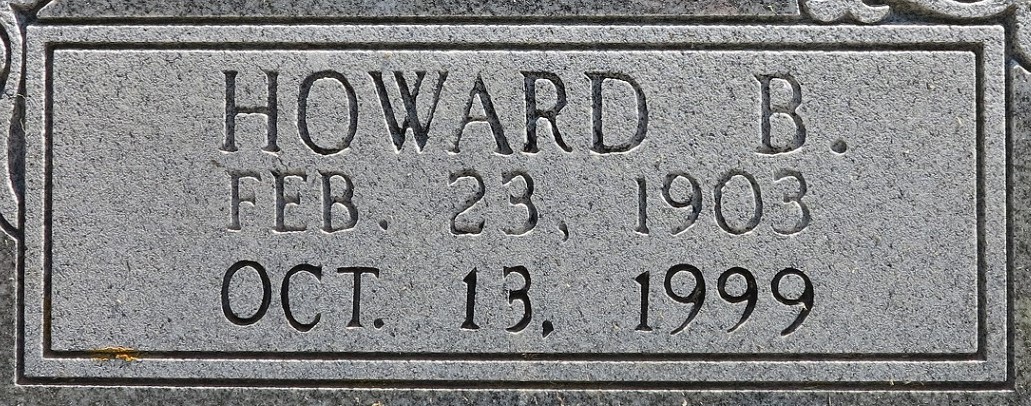 HOWARD B.
FEB. 23, 1903
OCT. 13, 1999